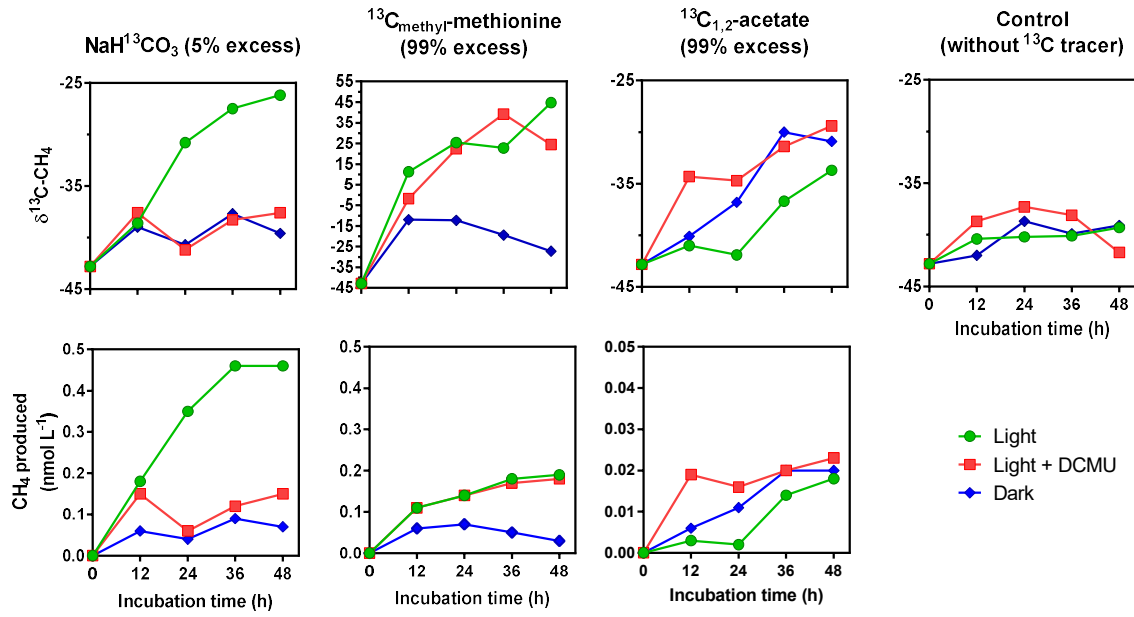 NaH¹³CO₃ (5% excess)
¹³Cmethyl-methionine
(99% excess)
¹³C₁,₂-acetate
(99% excess)
Control
(without ¹³C tracer)
δ¹³C-CH₄
-25
-35
-45
55
45
35
25
15
5
-5
-15
-25
-35
-45
-25
-35
-45
-25
-35
-45
0 12 24 36 48
Incubation time (h)
CH₄ produced
(nmol L⁻¹)
0.5
0.4
0.3
0.2
0.1
0.0
0 12 24 36 48
Incubation time (h)
0.5
0.4
0.3
0.2
0.1
0.0
0 12 24 36 48
Incubation time (h)
0.05
0.04
0.03
0.02
0.01
0.00
0 12 24 36 48
Incubation time (h)
Light
Light + DCMU
Dark